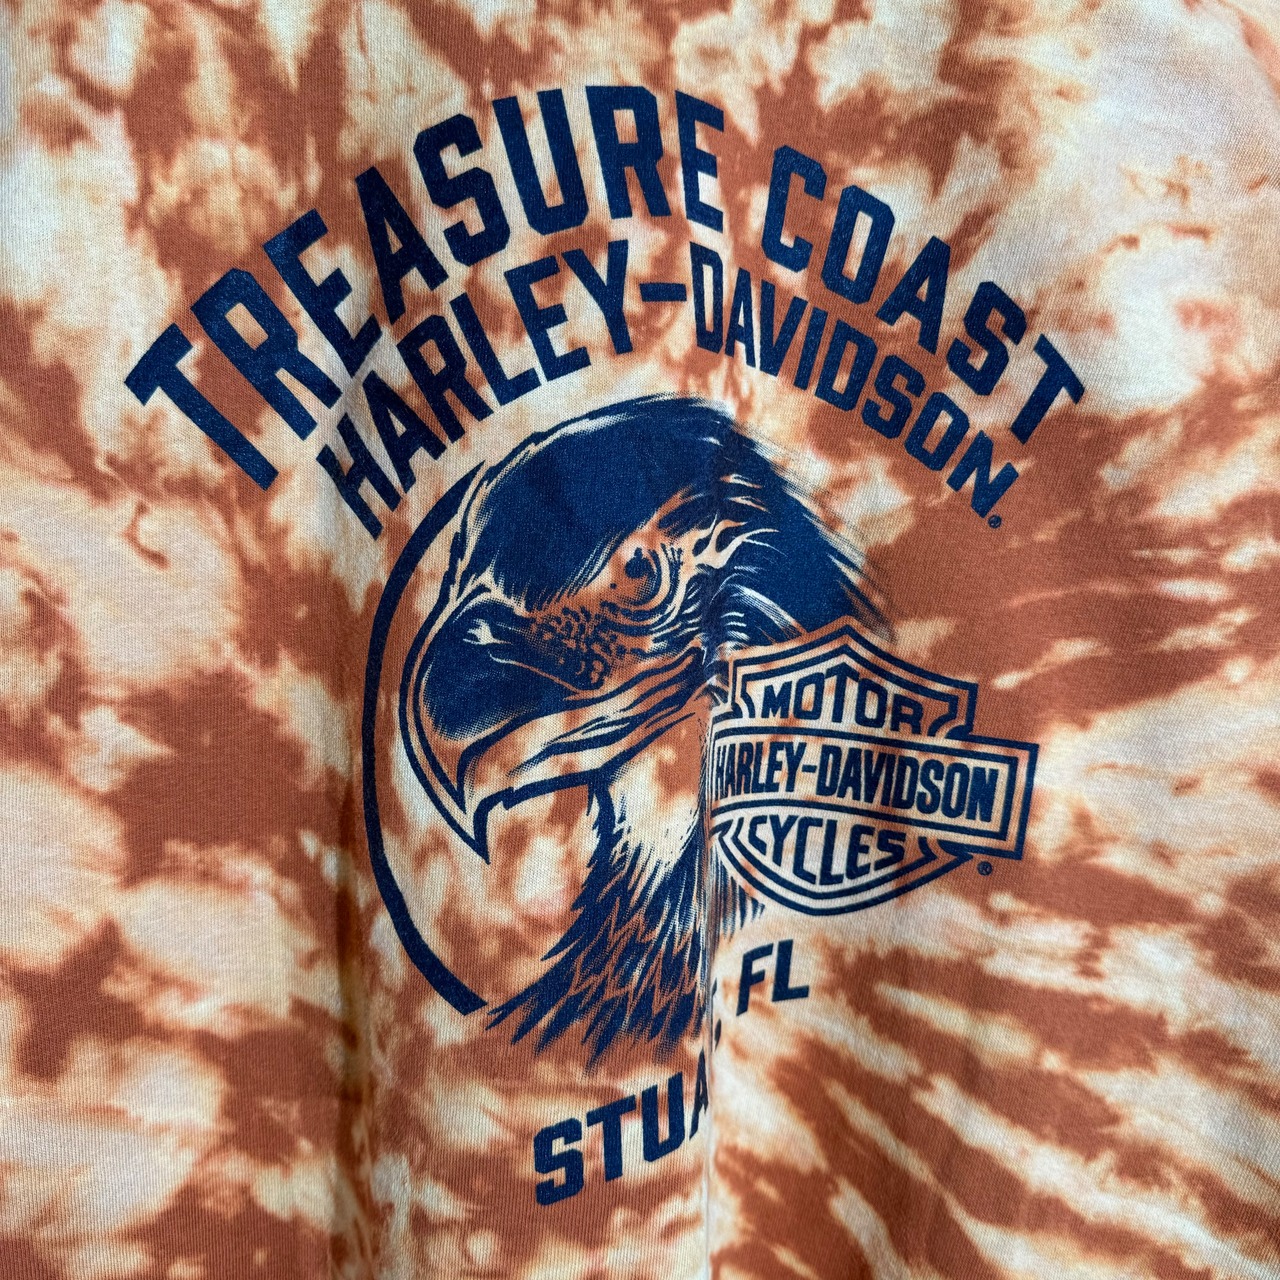 TREASURE COAST
HARLEY-DAVIDSON®
MOTOR
HARLEY-DAVIDSON
CYCLES
®
FL